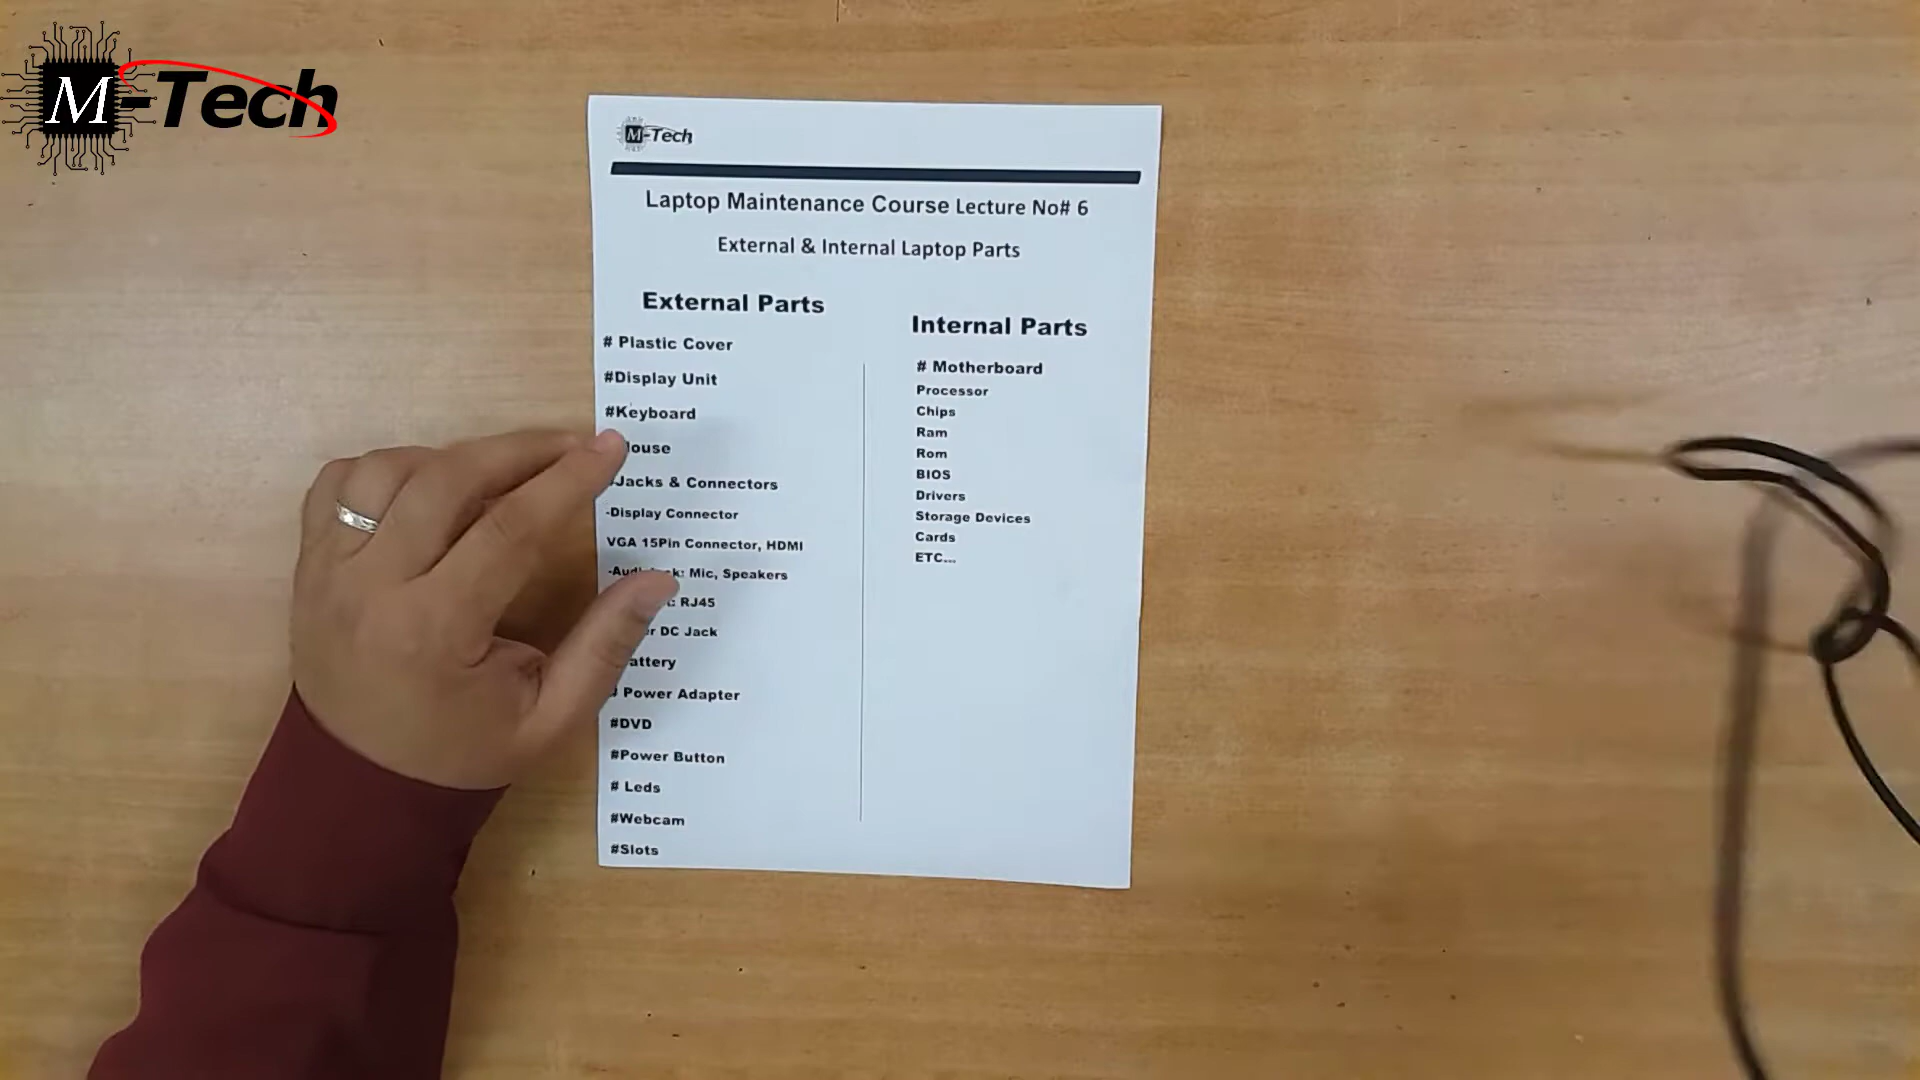 M-Tech
M-Tech
Laptop Maintenance Course Lecture No# 6
External & Internal Laptop Parts
External Parts
# Plastic Cover
#Display Unit
#Keyboard
#Jacks & Connectors
-Display Connector
VGA 15Pin Connector, HDMI
Mic, Speakers
RJ45
DC Jack
# Power Adapter
#DVD
#Power Button
# Leds
#Webcam
#Slots
Internal Parts
# Motherboard
Processor
Chips
Ram
Rom
BIOS
Drivers
Storage Devices
Cards
ETC...